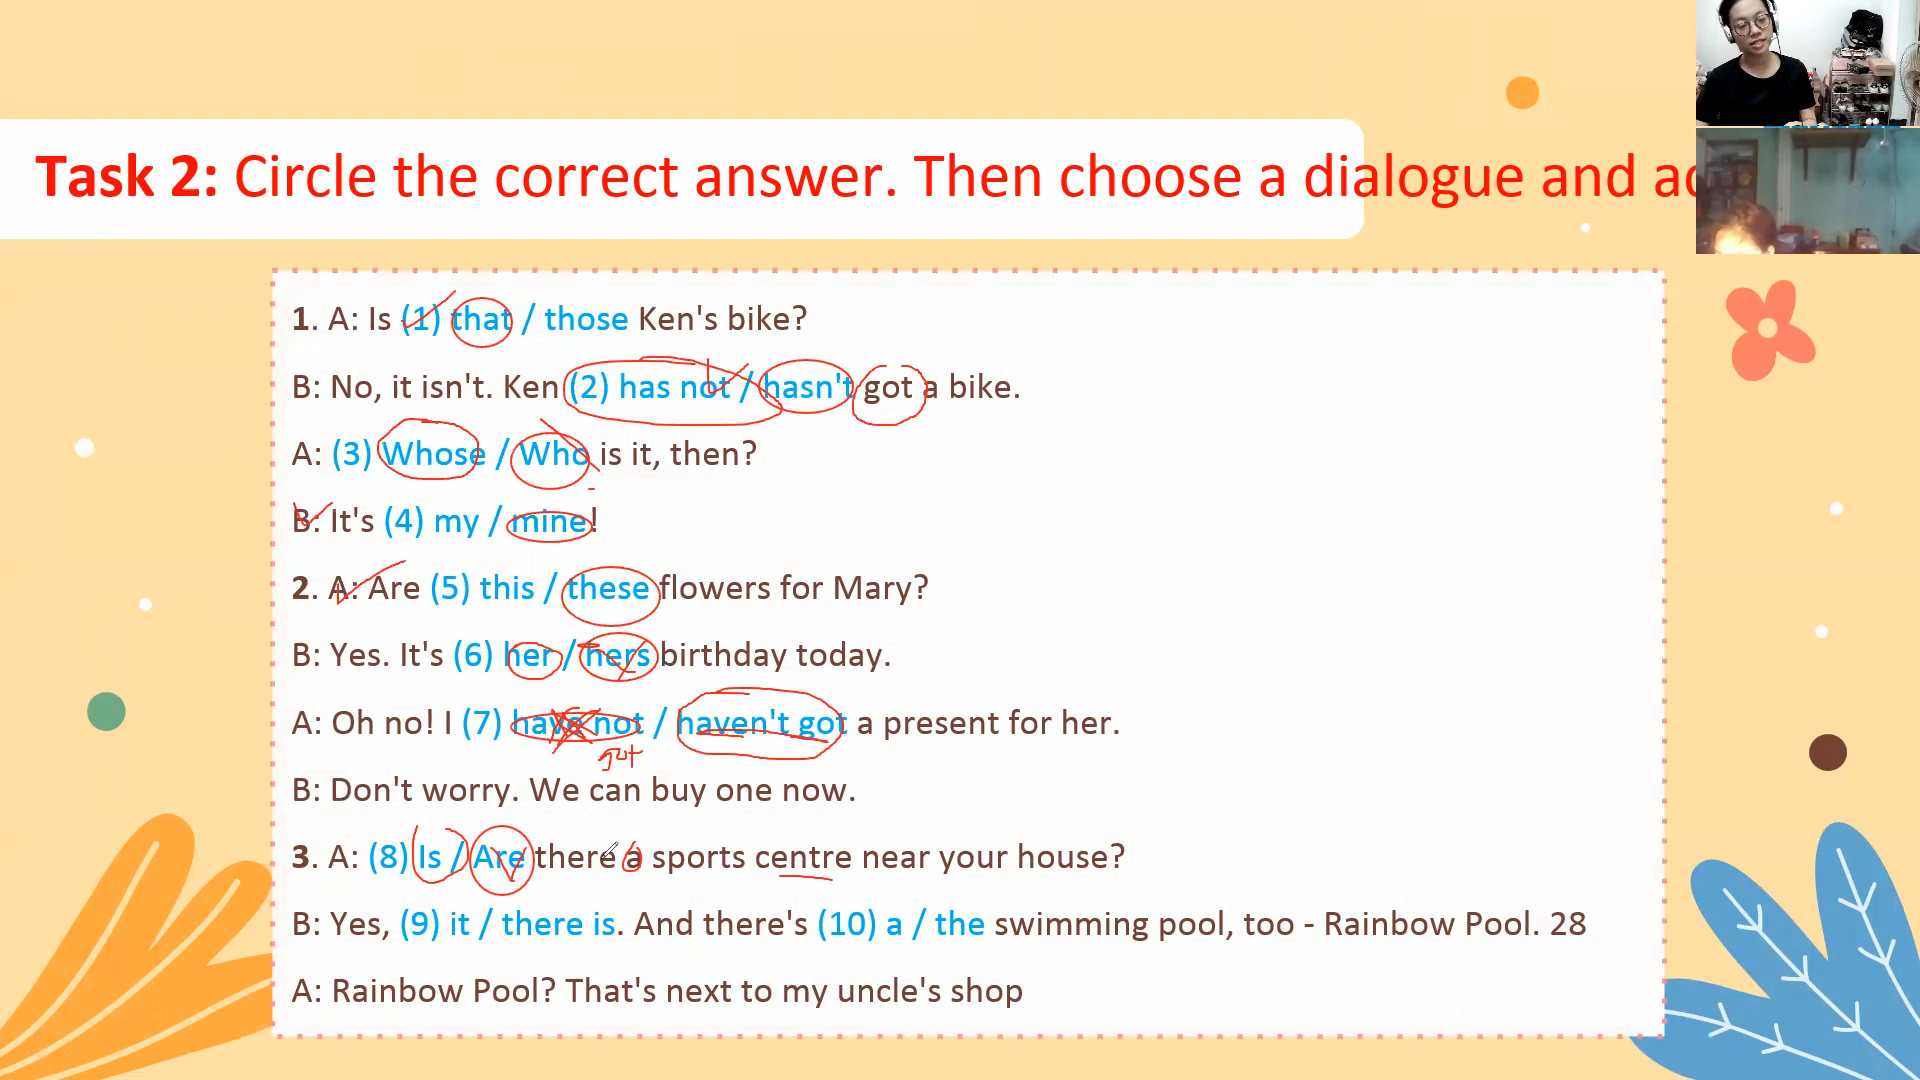 Task 2: Circle the correct answer. Then choose a dialogue and ac
1. A: Is (1) that / those Ken's bike?
B: No, it isn't. Ken (2) has not / hasn't got a bike.
A: (3) Whose / Who is it, then?
B: It's (4) my / mine!
2. A: Are (5) this / these flowers for Mary?
B: Yes. It's (6) her / hers birthday today.
A: Oh no! I (7) have not / haven't got a present for her.
got
B: Don't worry. We can buy one now.
3. A: (8) Is / Are there a sports centre near your house?
B: Yes, (9) it / there is. And there's (10) a / the swimming pool, too - Rainbow Pool. 28
A: Rainbow Pool? That's next to my uncle's shop